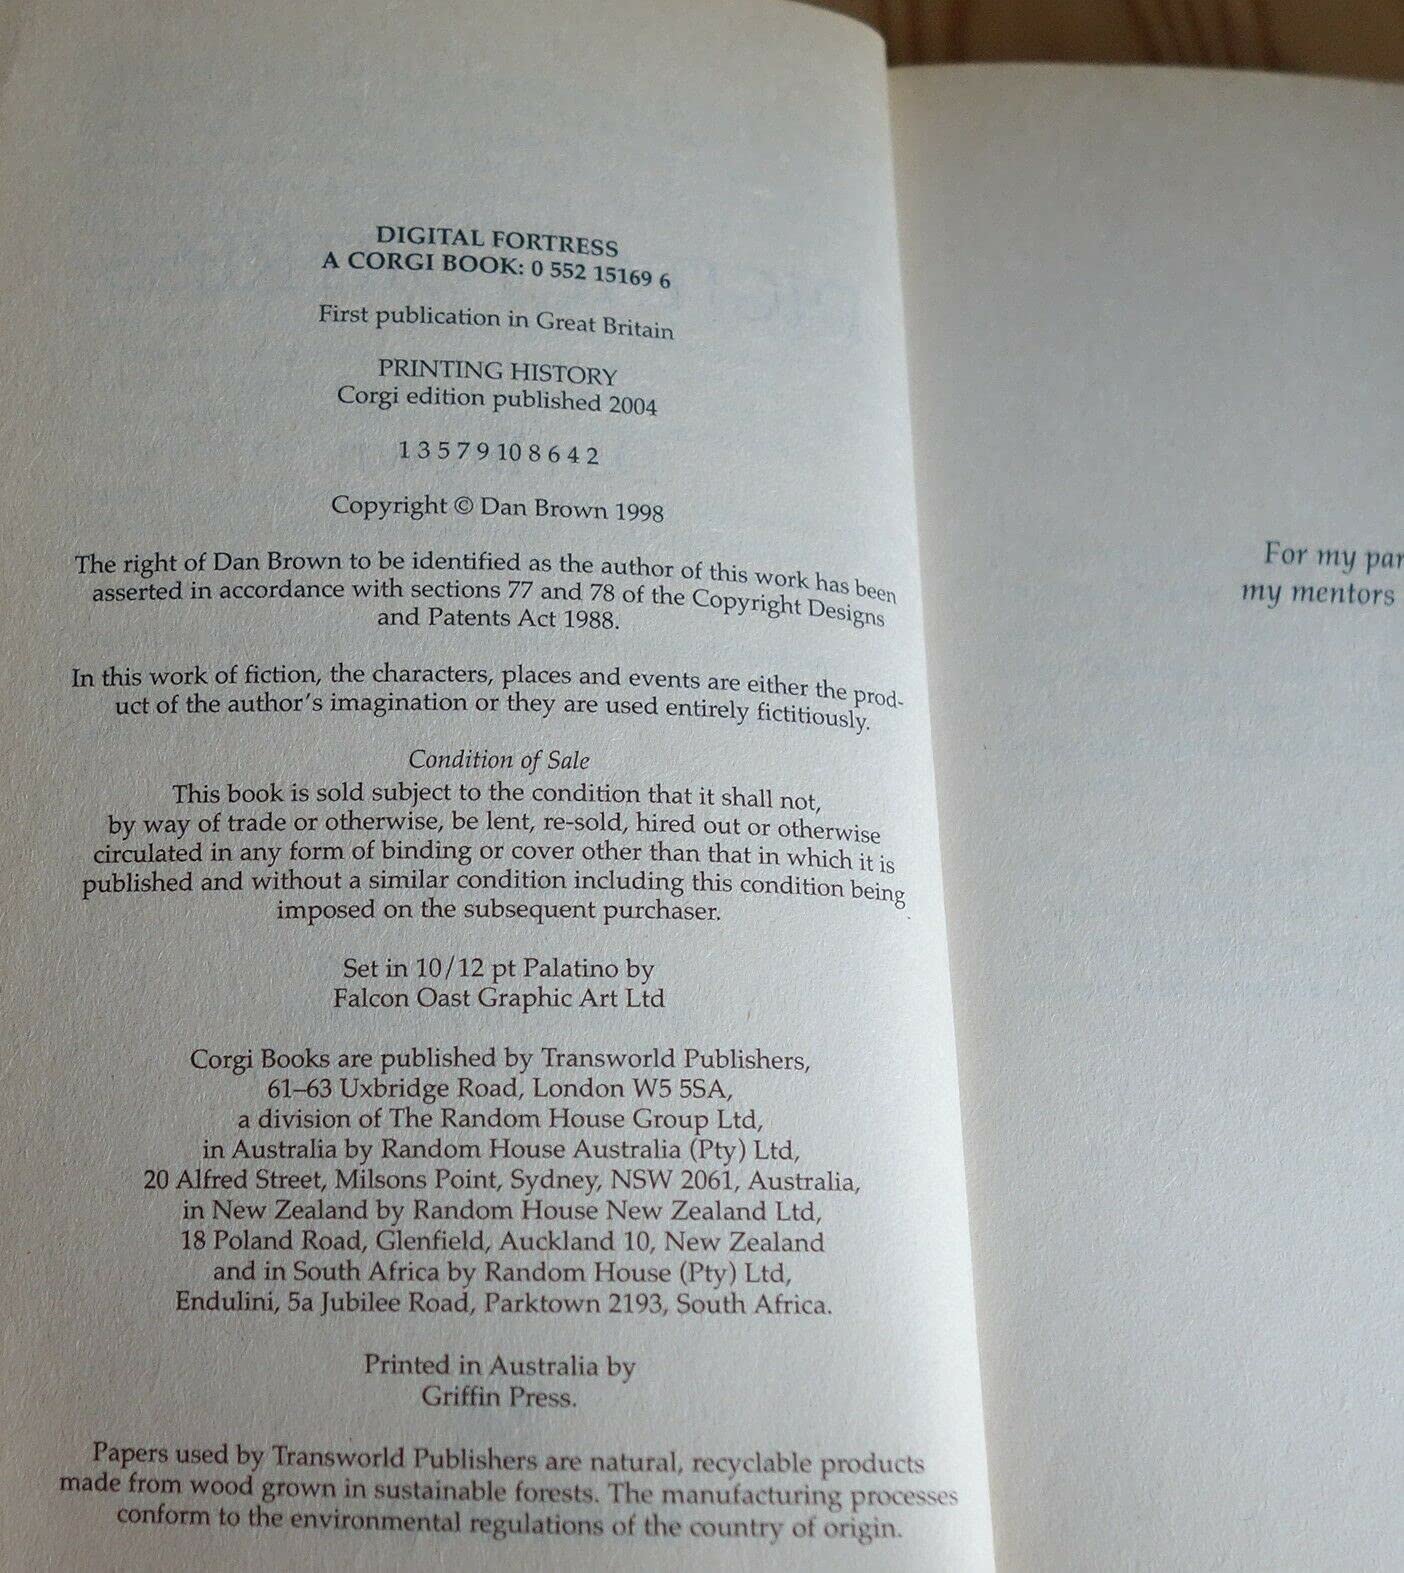 DIGITAL FORTRESS
A CORGI BOOK: 0 552 15169 6
First publication in Great Britain
PRINTING HISTORY
Corgi edition published 2004
1 3 5 7 9 10 8 6 4 2
Copyright © Dan Brown 1998
The right of Dan Brown to be identified as the author of this work has been
asserted in accordance with sections 77 and 78 of the Copyright Designs
and Patents Act 1988.
In this work of fiction, the characters, places and events are either the prod-
uct of the author's imagination or they are used entirely fictitiously.
Condition of Sale
This book is sold subject to the condition that it shall not,
by way of trade or otherwise, be lent, re-sold, hired out or otherwise
circulated in any form of binding or cover other than that in which it is
published and without a similar condition including this condition being
imposed on the subsequent purchaser.
Set in 10/12 pt Palatino by
Falcon Oast Graphic Art Ltd
Corgi Books are published by Transworld Publishers,
61–63 Uxbridge Road, London W5 5SA,
a division of The Random House Group Ltd,
in Australia by Random House Australia (Pty) Ltd,
20 Alfred Street, Milsons Point, Sydney, NSW 2061, Australia,
in New Zealand by Random House New Zealand Ltd,
18 Poland Road, Glenfield, Auckland 10, New Zealand
and in South Africa by Random House (Pty) Ltd,
Endulini, 5a Jubilee Road, Parktown 2193, South Africa.
Printed in Australia by
Griffin Press.
Papers used by Transworld Publishers are natural, recyclable products
made from wood grown in sustainable forests. The manufacturing processes
conform to the environmental regulations of the country of origin.
For my par
my mentors